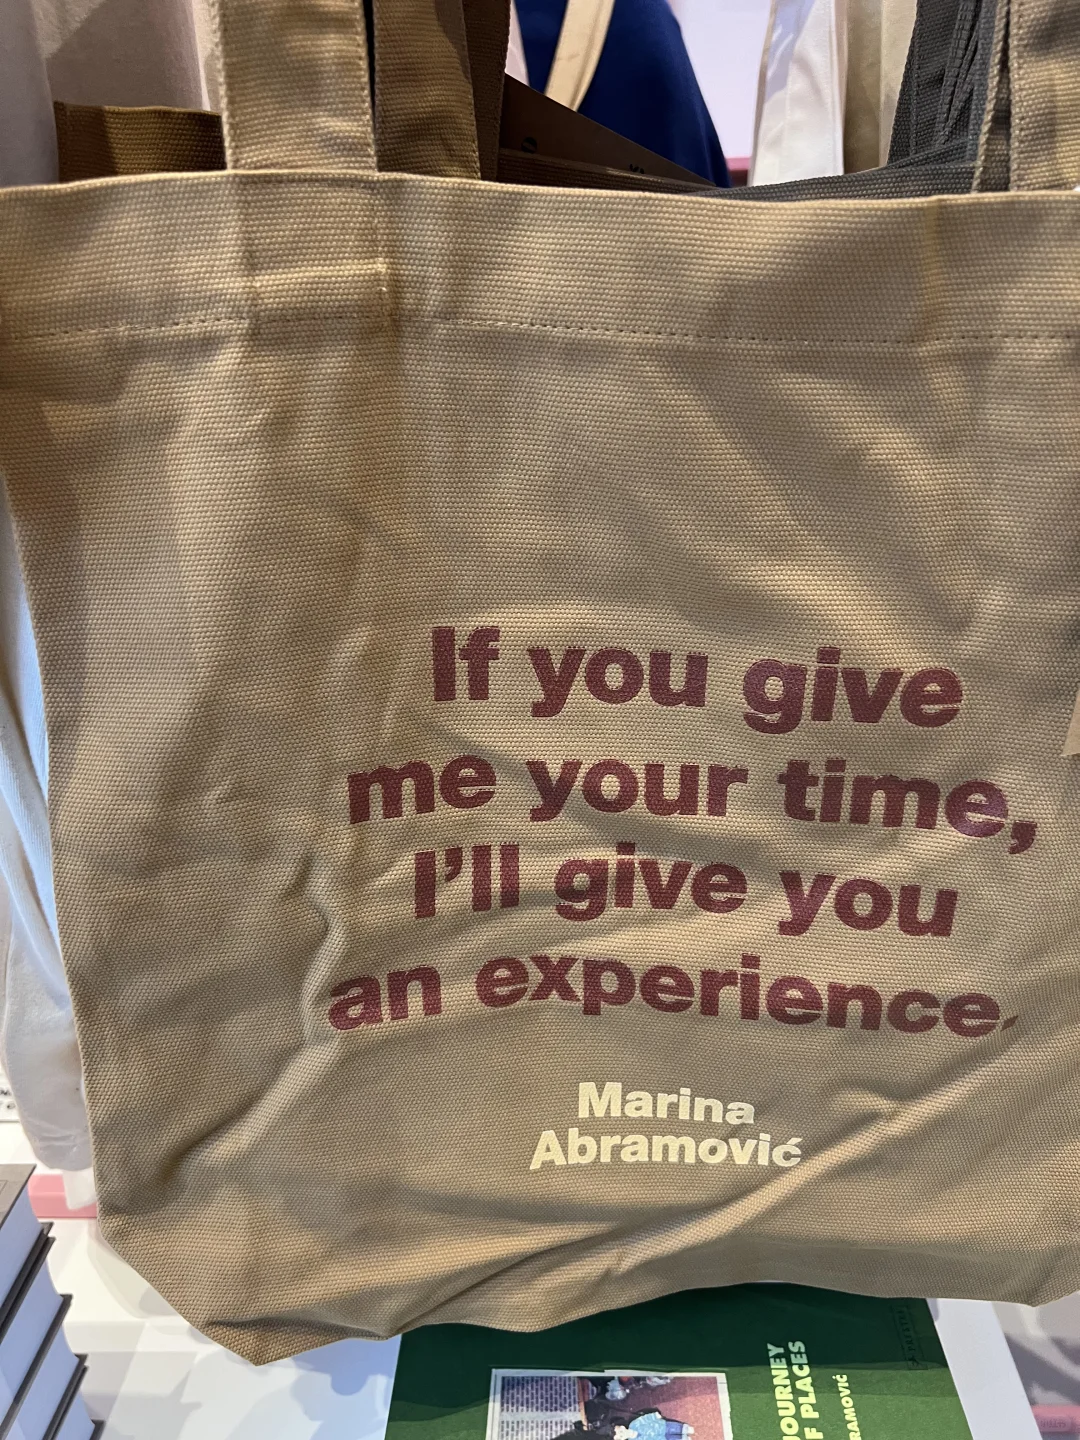 If you give
me your time,
I'll give you
an experience.
Marina
Abramović
JOURNEY
F PLACES
RAMOVIĆ